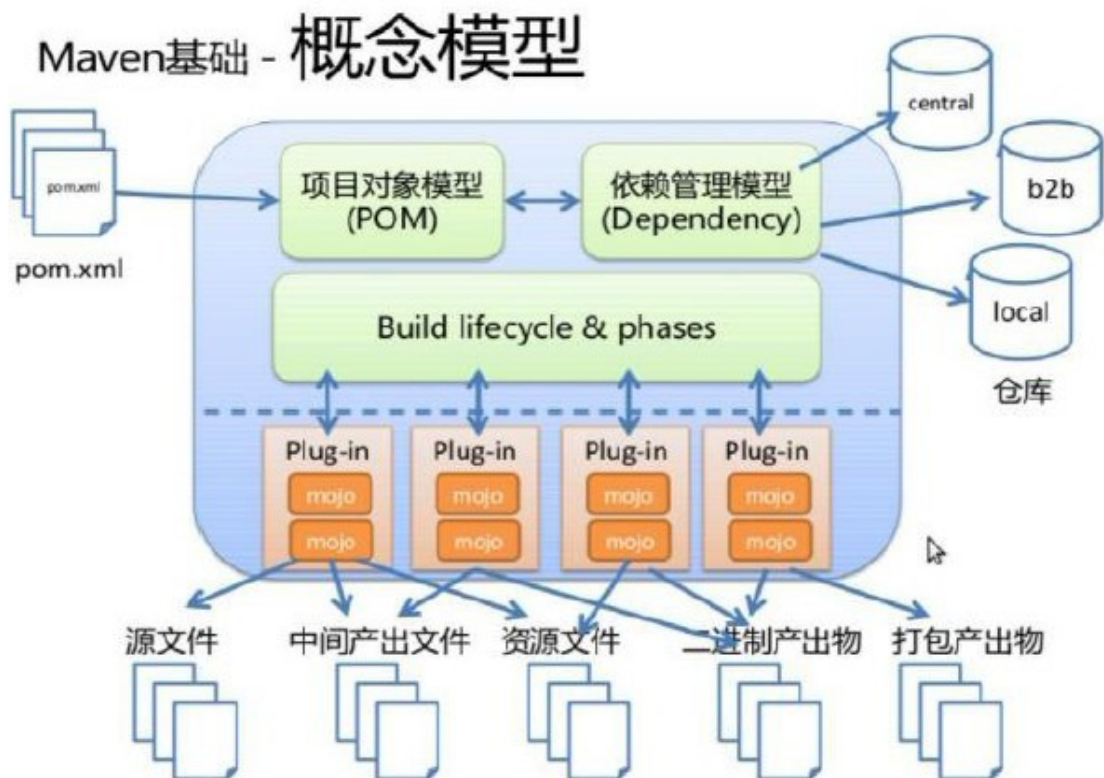 Maven基础 - 概念模型
central
b2b
local
仓库
pom.xml
pom.xml
项目对象模型
(POM)
依赖管理模型
(Dependency)
Build lifecycle & phases
Plug-in
mojo
mojo
Plug-in
mojo
mojo
Plug-in
mojo
mojo
Plug-in
mojo
mojo
源文件
中间产出文件
资源文件
二进制产出物
打包产出物